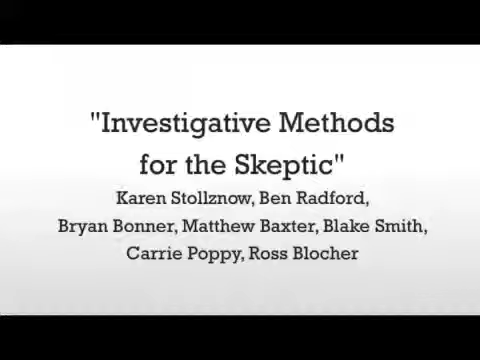 "Investigative Methods
for the Skeptic"
Karen Stollznow, Ben Radford,
Bryan Bonner, Matthew Baxter, Blake Smith,
Carrie Poppy, Ross Blocher